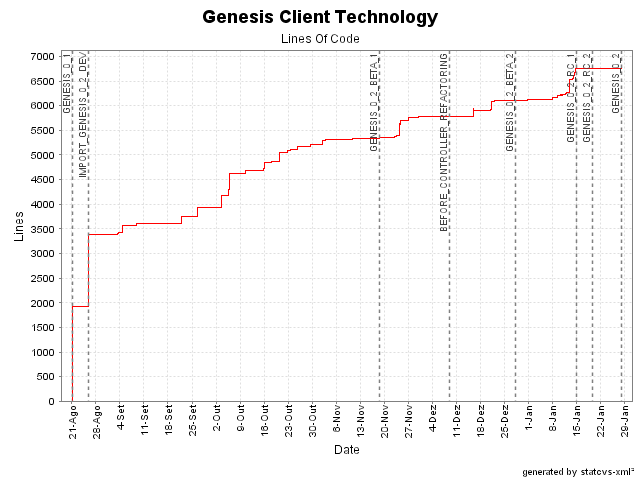 Genesis Client Technology
Lines Of Code
7000
6500
6000
5500
5000
4500
4000
3500
3000
2500
2000
1500
1000
500
0
Lines
GENESIS_0_1
IMPORT_GENESIS_0_2_DEV
GENESIS_0_2_BETA_1
BEFORE_CONTROLLER_REFACTORING
GENESIS_0_2_BETA_2
GENESIS_0_2_RC_1
GENESIS_0_2_RC_2
GENESIS_0_2
21-Ago
28-Ago
4-Set
11-Set
18-Set
25-Set
2-Out
9-Out
16-Out
23-Out
30-Out
6-Nov
13-Nov
20-Nov
27-Nov
4-Dez
11-Dez
18-Dez
25-Dez
1-Jan
8-Jan
15-Jan
22-Jan
29-Jan
Date
generated by statcvs-xml²